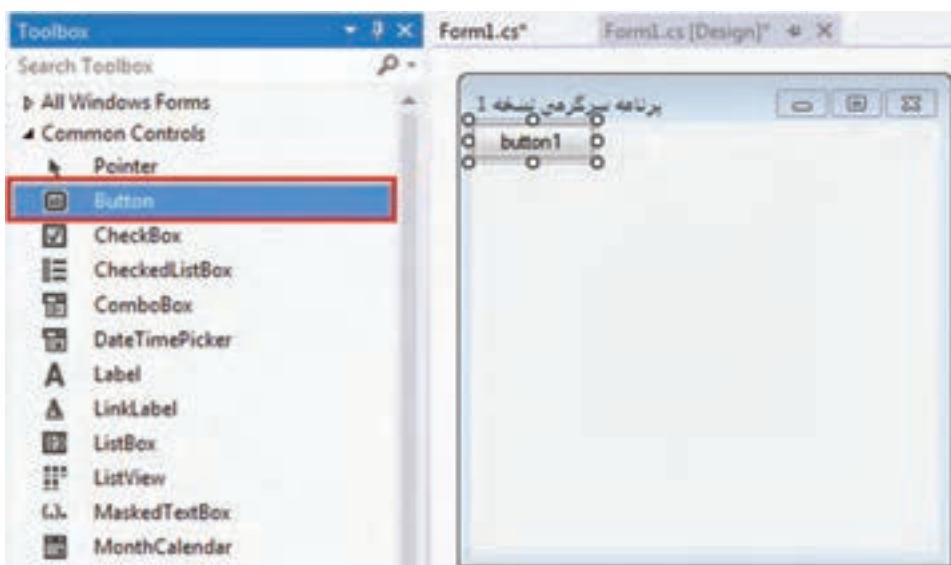 Toolbox
Search Toolbox
All Windows Forms
Common Controls
Pointer
Button
CheckBox
CheckedListBox
ComboBox
DateTimePicker
Label
LinkLabel
ListBox
ListView
MaskedTextBox
MonthCalendar
Form1.cs*
Form1.cs [Design]*
برنامه سرگرمی نسخه 1
button1